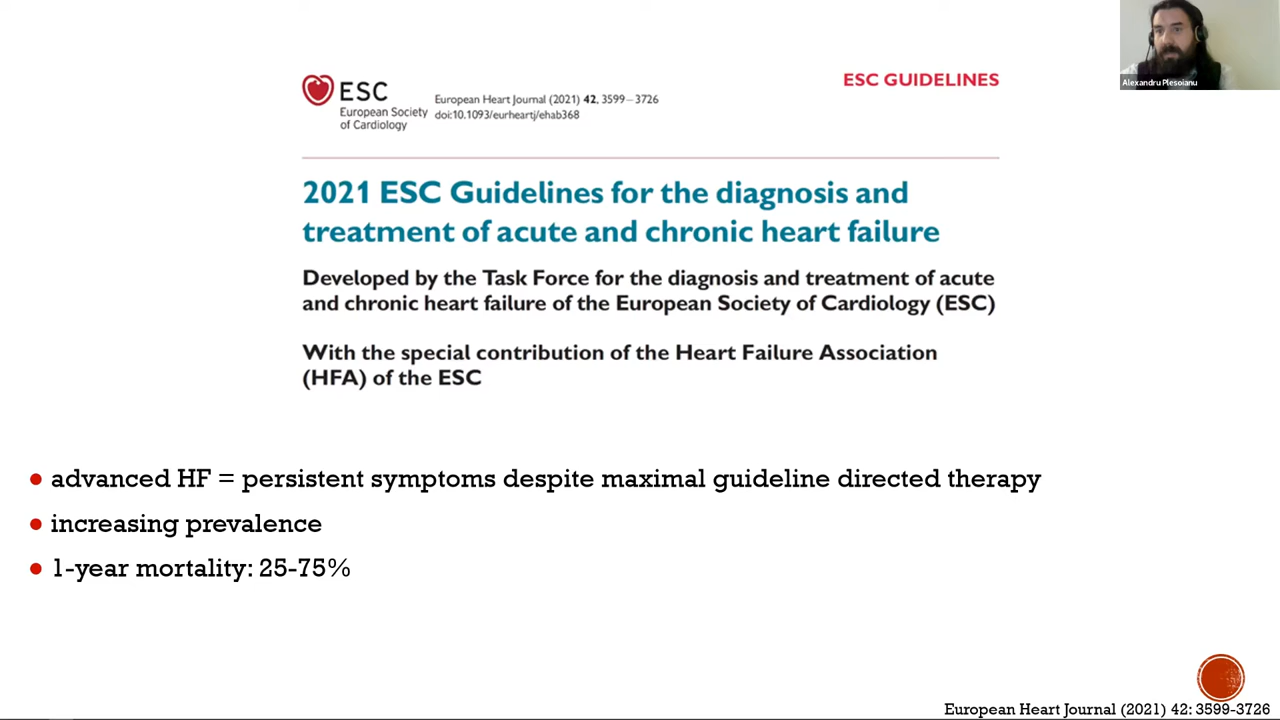 Alexandru Plesoianu
ESC
European Society
of Cardiology
European Heart Journal (2021) 42, 3599–3726
doi:10.1093/eurheartj/ehab368
ESC GUIDELINES
2021 ESC Guidelines for the diagnosis and
treatment of acute and chronic heart failure
Developed by the Task Force for the diagnosis and treatment of acute
and chronic heart failure of the European Society of Cardiology (ESC)
With the special contribution of the Heart Failure Association
(HFA) of the ESC
● advanced HF = persistent symptoms despite maximal guideline directed therapy
● increasing prevalence
● 1-year mortality: 25-75%
European Heart Journal (2021) 42: 3599-3726